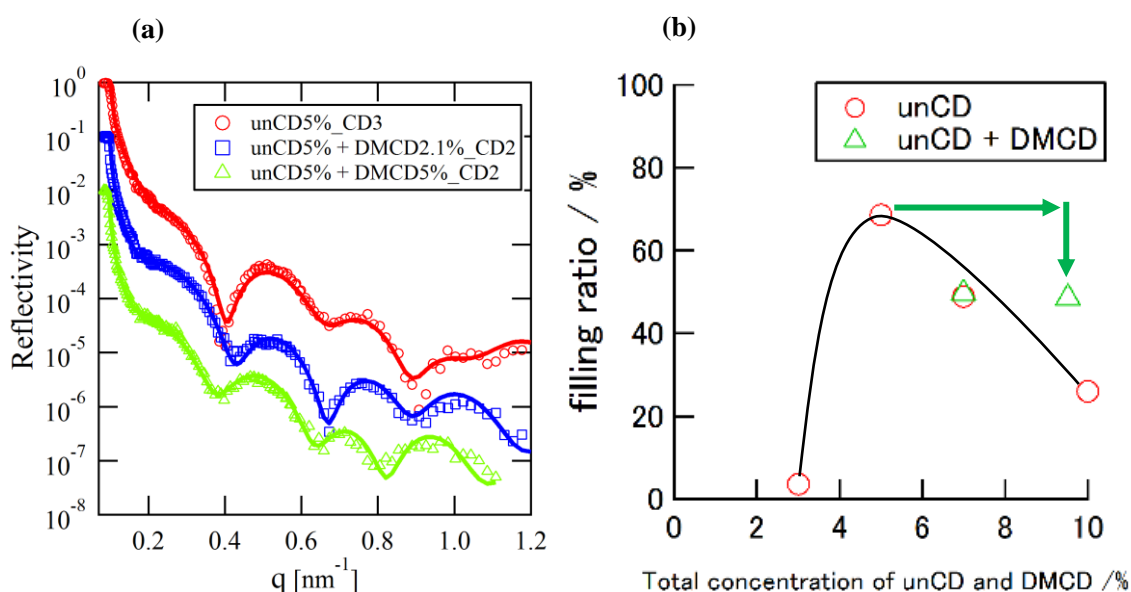 (a)
(b)
10^0
10^-1
10^-2
10^-3
10^-4
10^-5
10^-6
10^-7
10^-8
Reflectivity
unCD5%_CD3
unCD5% + DMCD2.1%_CD2
unCD5% + DMCD5%_CD2
0.2 0.4 0.6 0.8 1.0 1.2
q [nm^-1]
100
80
60
40
20
0
filling ratio / %
unCD
unCD + DMCD
0 2 4 6 8 10
Total concentration of unCD and DMCD /%